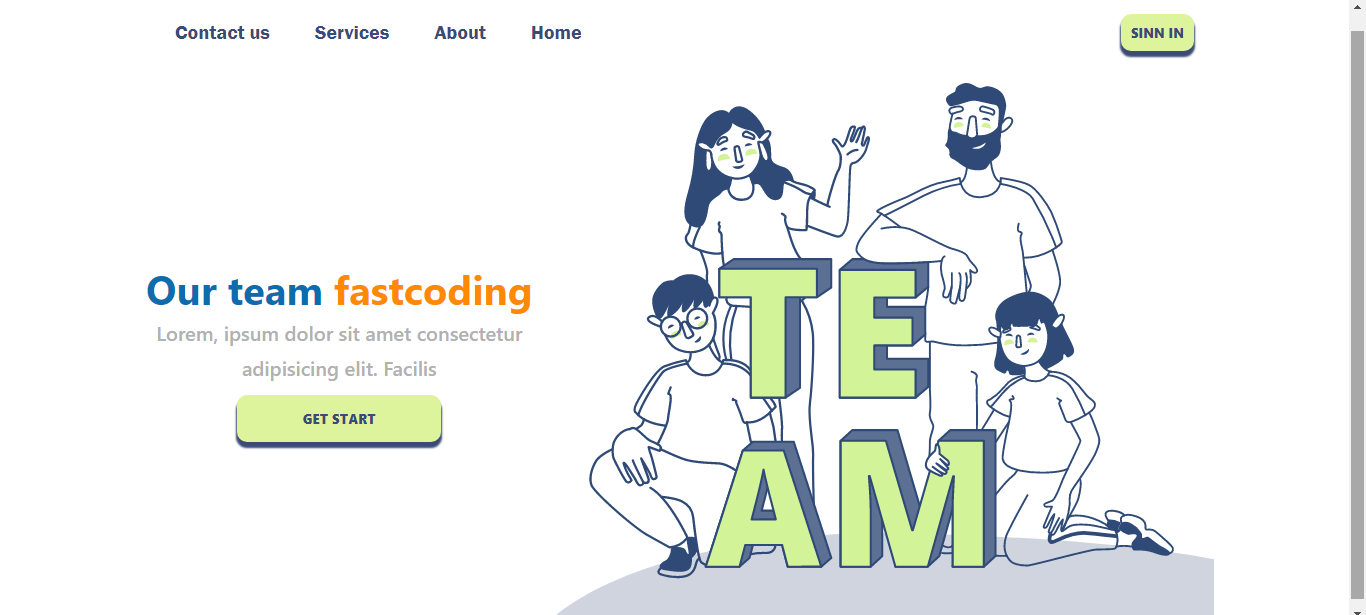 Contact us Services About Home SINN IN
Our team fastcoding
Lorem, ipsum dolor sit amet consectetur
adipisicing elit. Facilis
GET START
TE
AM